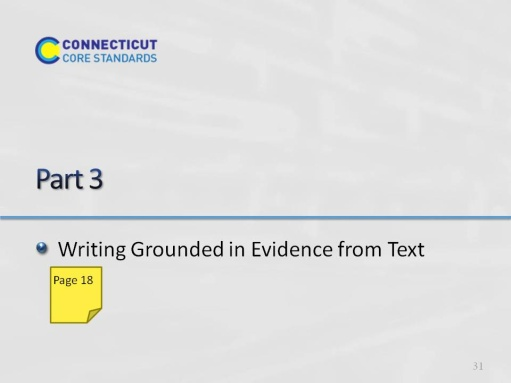 CONNECTICUT
CORE STANDARDS
Part 3
Writing Grounded in Evidence from Text
Page 18
31